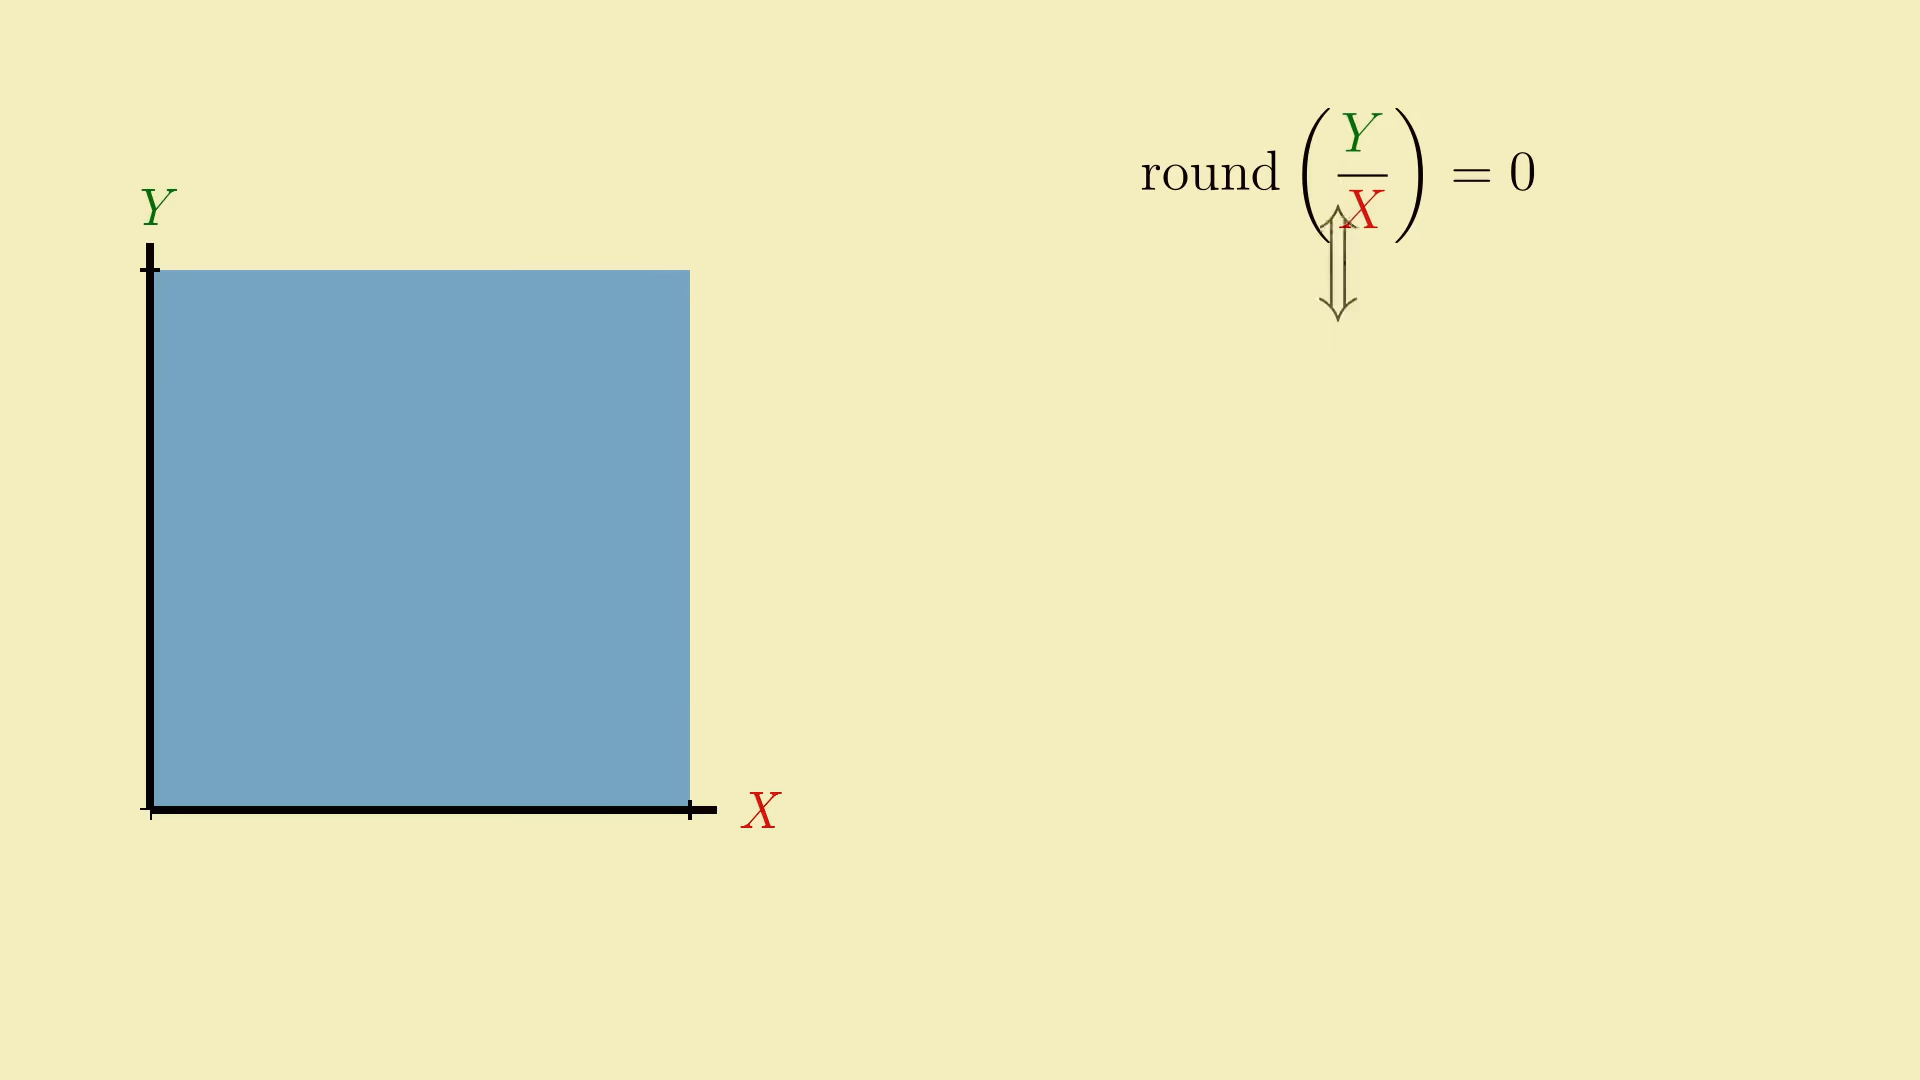 Y
X
round (Y/X) = 0
⇕